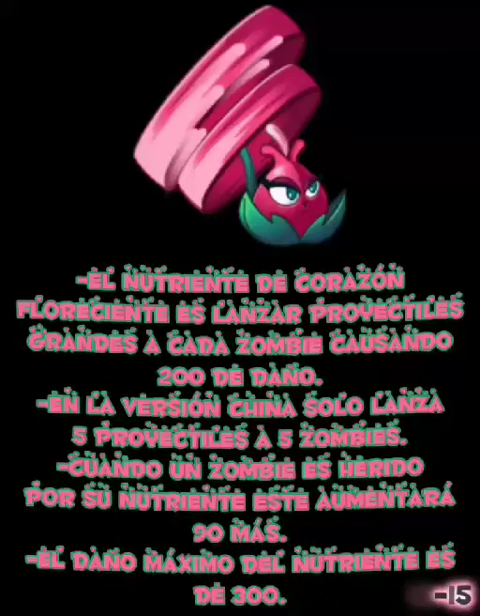 -EL NUTRIENTE DE CORAZÓN
FLORECIENTE ES LANZAR PROYECTILES
GRANDES A CADA ZOMBIE CAUSANDO
200 DE DAÑO.
-EN LA VERSIÓN CHINA SOLO LANZA
5 PROYECTILES A 5 ZOMBIES.
-CUANDO UN ZOMBIE ES HERIDO
POR SU NUTRIENTE ESTE AUMENTARÁ
90 MÁS.
-EL DAÑO MÁXIMO DEL NUTRIENTE ES
DE 300.
-15